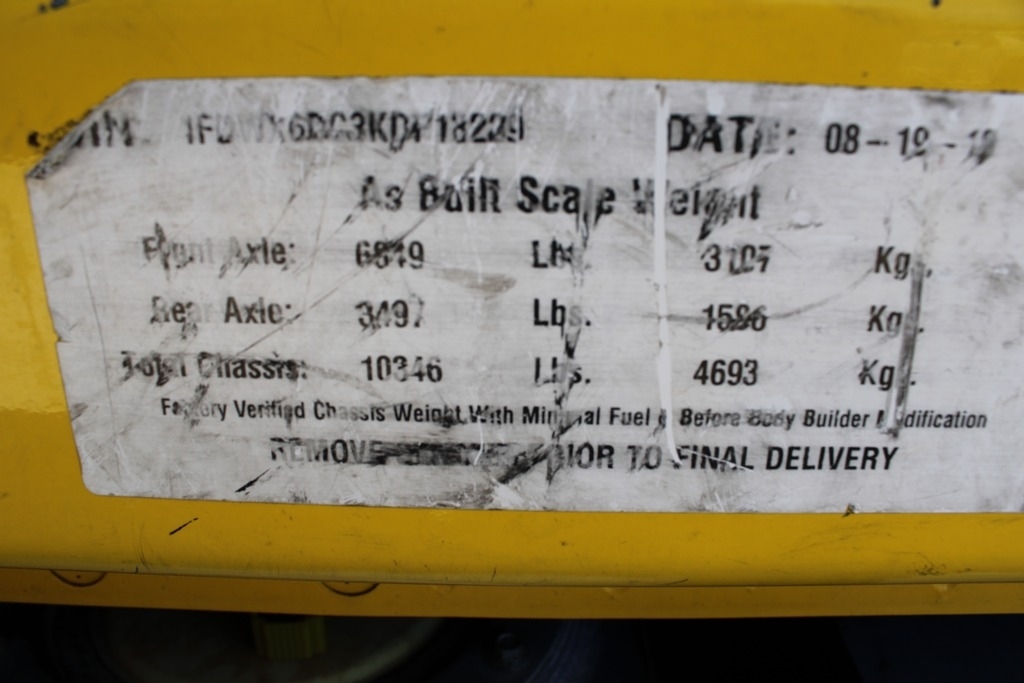 VIN: DATE: 08-19-
As Built Scale Weight
Front Axle: 6849 Lbs. 3107 Kg.
Rear Axle: 3497 Lbs. 1586 Kg.
Total Chassis: 10346 Lbs. 4693 Kg.
Factory Verified Chassis Weight With Minimal Fuel & Before Body Builder Modification
REMOVE PRIOR TO FINAL DELIVERY